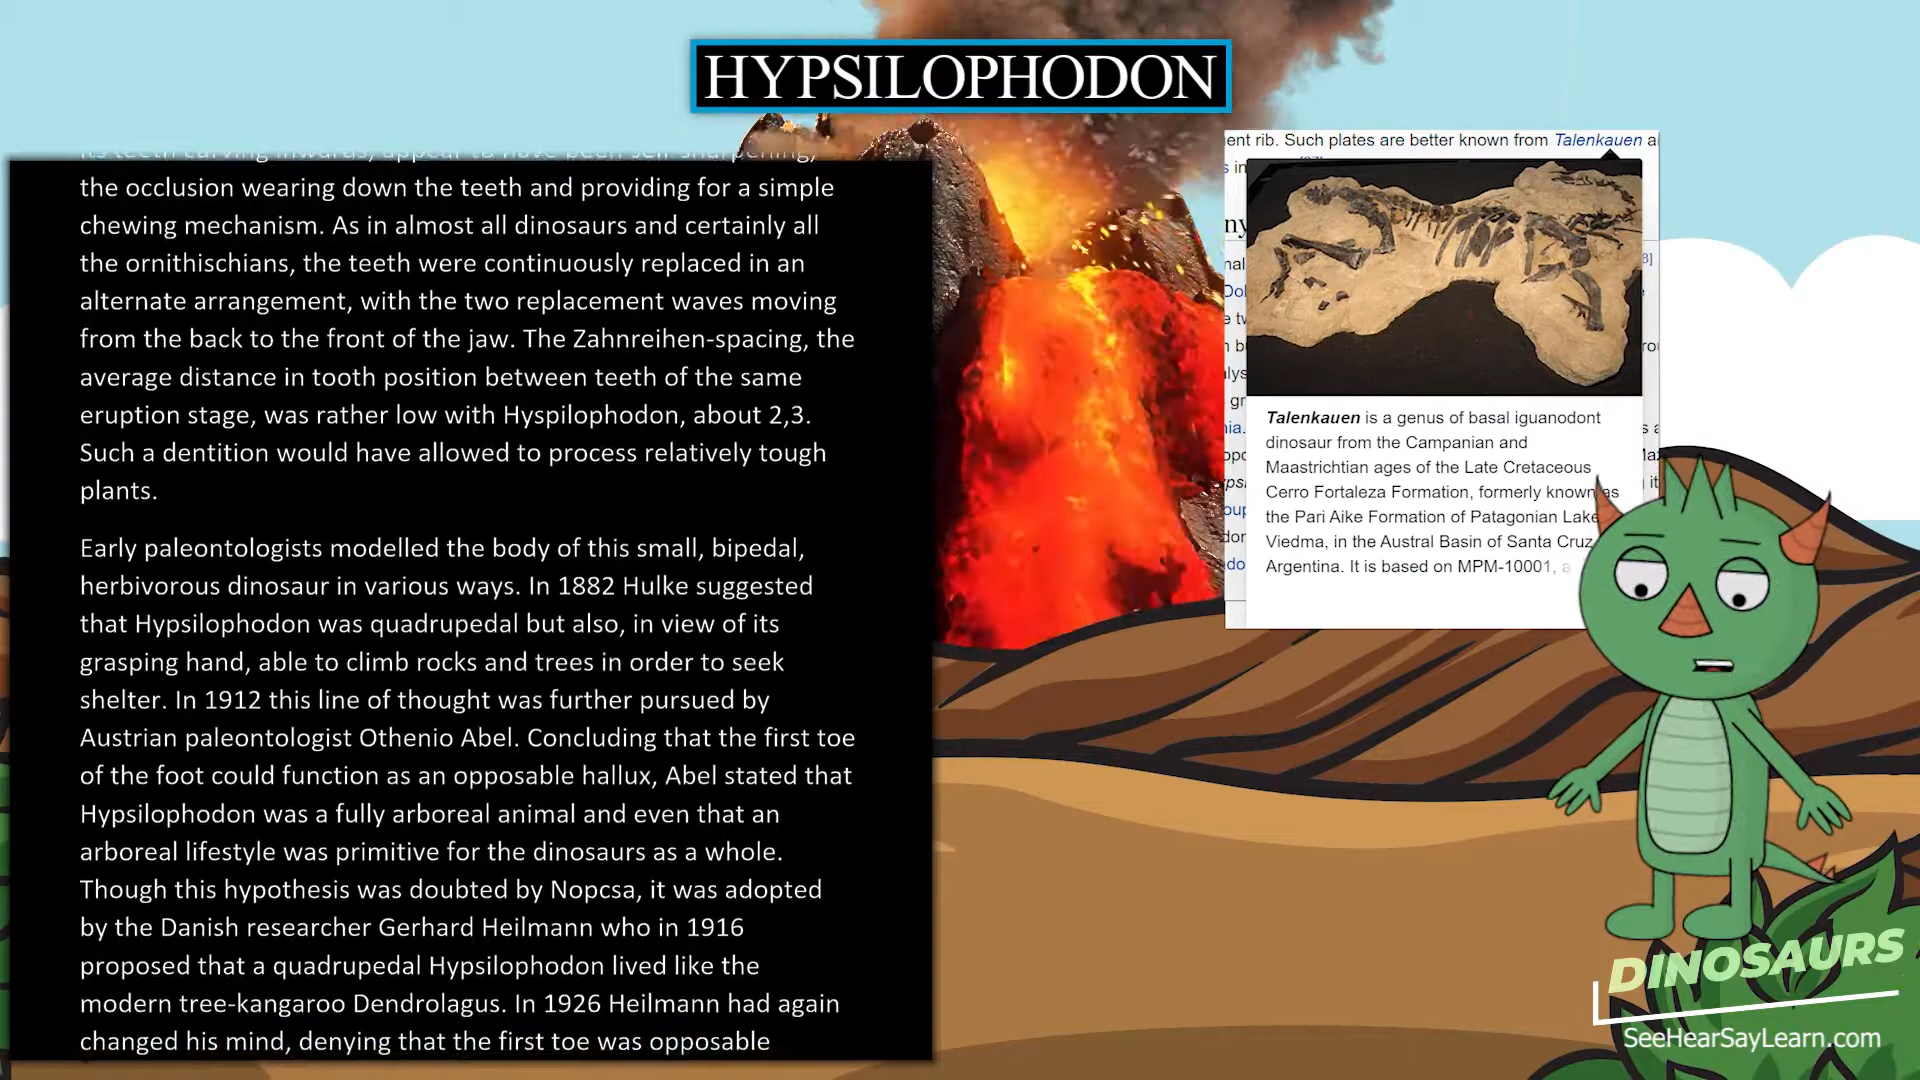 HYPSILOPHODON
its teeth curving inwards, appear to have been self-sharpening,
the occlusion wearing down the teeth and providing for a simple
chewing mechanism. As in almost all dinosaurs and certainly all
the ornithischians, the teeth were continuously replaced in an
alternate arrangement, with the two replacement waves moving
from the back to the front of the jaw. The Zahnreihen-spacing, the
average distance in tooth position between teeth of the same
eruption stage, was rather low with Hyspilophodon, about 2,3.
Such a dentition would have allowed to process relatively tough
plants.
Early paleontologists modelled the body of this small, bipedal,
herbivorous dinosaur in various ways. In 1882 Hulke suggested
that Hypsilophodon was quadrupedal but also, in view of its
grasping hand, able to climb rocks and trees in order to seek
shelter. In 1912 this line of thought was further pursued by
Austrian paleontologist Othenio Abel. Concluding that the first toe
of the foot could function as an opposable hallux, Abel stated that
Hypsilophodon was a fully arboreal animal and even that an
arboreal lifestyle was primitive for the dinosaurs as a whole.
Though this hypothesis was doubted by Nopcsa, it was adopted
by the Danish researcher Gerhard Heilmann who in 1916
proposed that a quadrupedal Hypsilophodon lived like the
modern tree-kangaroo Dendrolagus. In 1926 Heilmann had again
changed his mind, denying that the first toe was opposable
ent rib. Such plates are better known from Talenkauen
Talenkauen is a genus of basal iguanodont
dinosaur from the Campanian and
Maastrichtian ages of the Late Cretaceous
Cerro Fortaleza Formation, formerly known as
the Pari Aike Formation of Patagonian Lake
Viedma, in the Austral Basin of Santa Cruz
Argentina. It is based on MPM-10001, a
DINOSAURS
SeeHearSayLearn.com